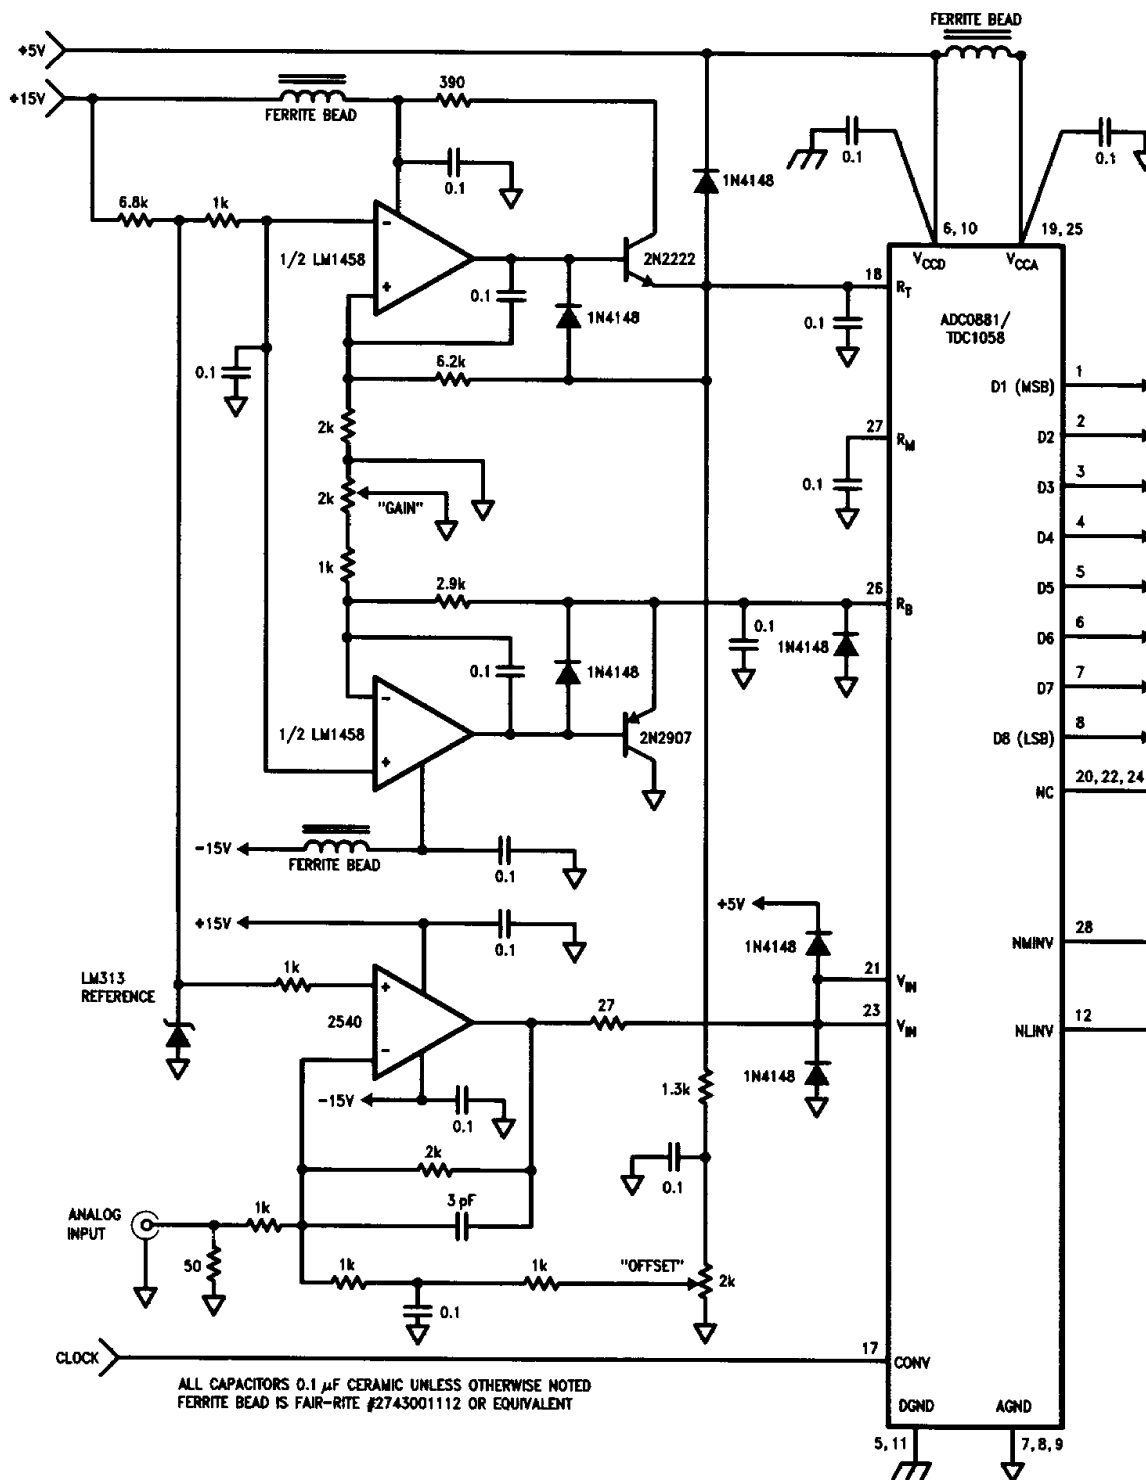 FERRITE BEAD
+5V
+15V
FERRITE BEAD
390
0.1
0.1
0.1
1N4148
6.8k
1k
6, 10
19, 25
VCCD
VCCA
1/2 LM1458
-
+
2N2222
0.1
1N4148
18
RT
0.1
ADC0881/
TDC1058
0.1
6.2k
1
D1 (MSB)
2k
27
RM
2
D2
0.1
3
D3
2k
"GAIN"
4
D4
1k
5
D5
2.9k
26
RB
0.1
1N4148
6
D6
0.1
1N4148
7
D7
-
+
1/2 LM1458
2N2907
8
D8 (LSB)
20, 22, 24
NC
-15V
FERRITE BEAD
0.1
+15V
0.1
+5V
1N4148
28
NMINV
LM313
REFERENCE
1k
+
-
2540
27
21
VIN
23
VIN
12
NLINV
1N4148
1.3k
-15V
0.1
2k
0.1
3 pF
ANALOG
INPUT
1k
50
1k
1k
"OFFSET"
2k
0.1
CLOCK
17
CONV
ALL CAPACITORS 0.1 μF CERAMIC UNLESS OTHERWISE NOTED
FERRITE BEAD IS FAIR-RITE #2743001112 OR EQUIVALENT
DGND
AGND
5, 11
7, 8, 9